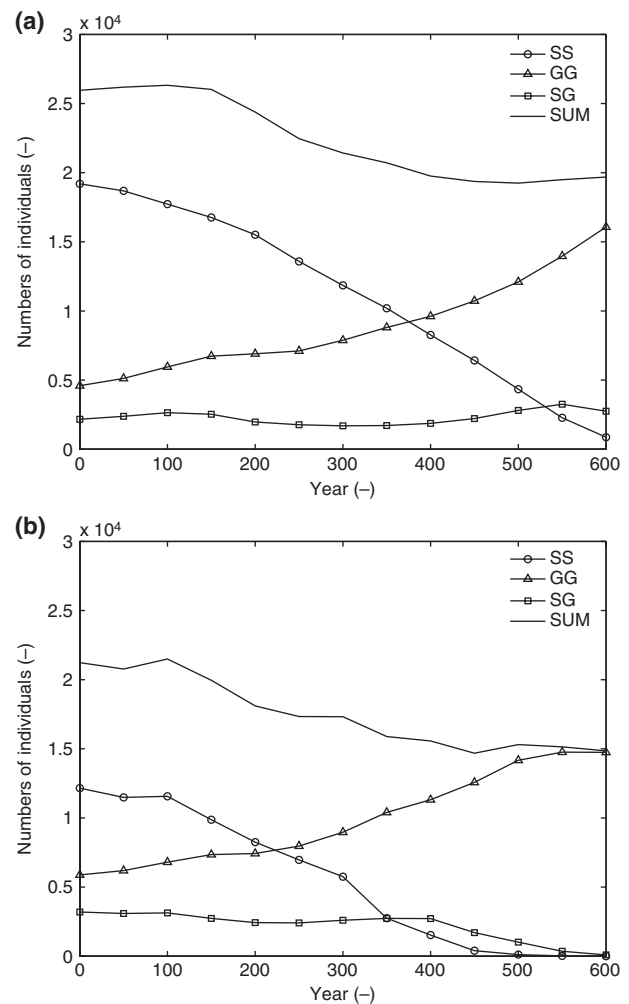 (a)
x 10⁴
3
2.5
2
1.5
1
0.5
0
Numbers of individuals (–)
SS
GG
SG
SUM
0 100 200 300 400 500 600
Year (–)
(b)
x 10⁴
3
2.5
2
1.5
1
0.5
0
Numbers of individuals (–)
SS
GG
SG
SUM
0 100 200 300 400 500 600
Year (–)